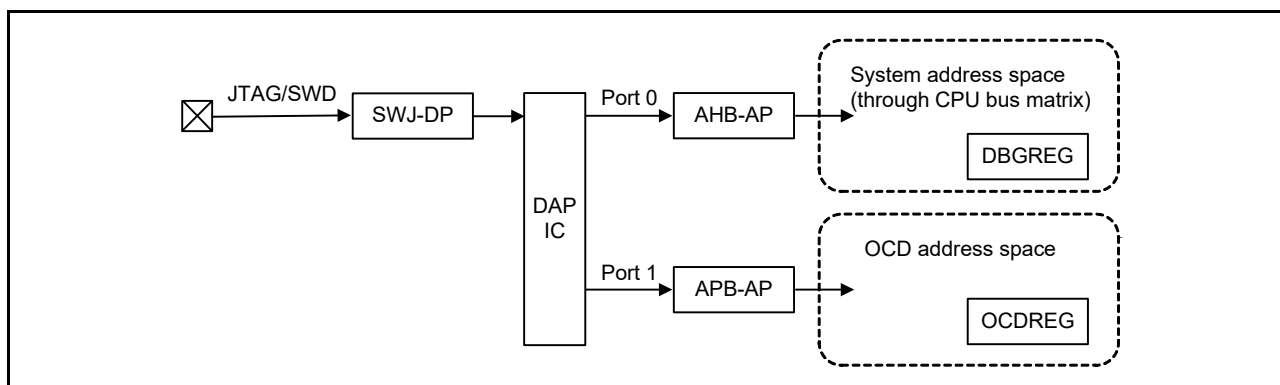 JTAG/SWD
SWJ-DP
DAP
IC
Port 0
AHB-AP
System address space
(through CPU bus matrix)
DBGREG
Port 1
APB-AP
OCD address space
OCDREG